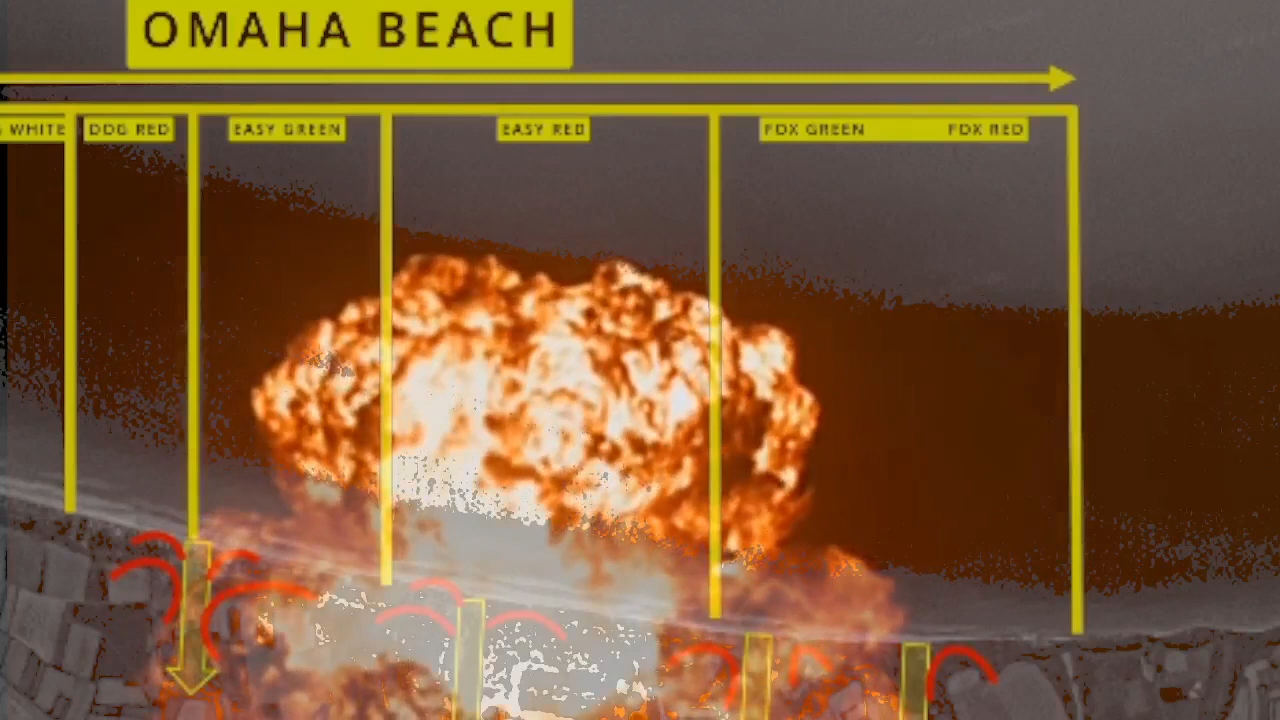 OMAHA BEACH
WHITE
DOG RED
EASY GREEN
EASY RED
FOX GREEN FOX RED